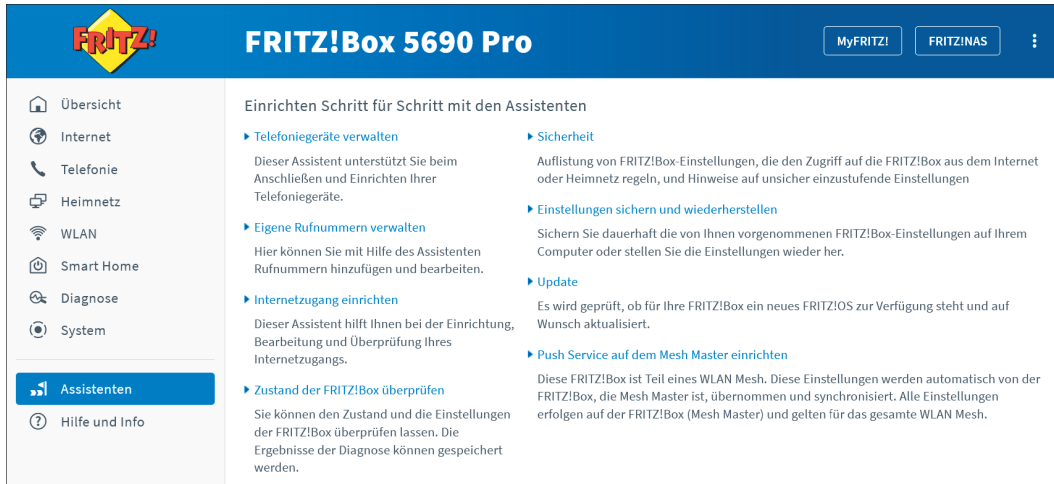 FRITZ!
FRITZ!Box 5690 Pro
MyFRITZ!
FRITZ!NAS
Übersicht
Internet
Telefonie
Heimnetz
WLAN
Smart Home
Diagnose
System
Assistenten
Hilfe und Info
Einrichten Schritt für Schritt mit den Assistenten
Telefoniegeräte verwalten
Dieser Assistent unterstützt Sie beim
Anschließen und Einrichten Ihrer
Telefoniegeräte.
Eigene Rufnummern verwalten
Hier können Sie mit Hilfe des Assistenten
Rufnummern hinzufügen und bearbeiten.
Internetzugang einrichten
Dieser Assistent hilft Ihnen bei der Einrichtung,
Bearbeitung und Überprüfung Ihres
Internetzugangs.
Zustand der FRITZ!Box überprüfen
Sie können den Zustand und die Einstellungen
der FRITZ!Box überprüfen lassen. Die
Ergebnisse der Diagnose können gespeichert
werden.
Sicherheit
Auflistung von FRITZ!Box-Einstellungen, die den Zugriff auf die FRITZ!Box aus dem Internet
oder Heimnetz regeln, und Hinweise auf unsicher einzustufende Einstellungen
Einstellungen sichern und wiederherstellen
Sichern Sie dauerhaft die von Ihnen vorgenommenen FRITZ!Box-Einstellungen auf Ihrem
Computer oder stellen Sie die Einstellungen wieder her.
Update
Es wird geprüft, ob für Ihre FRITZ!Box ein neues FRITZ!OS zur Verfügung steht und auf
Wunsch aktualisiert.
Push Service auf dem Mesh Master einrichten
Diese FRITZ!Box ist Teil eines WLAN Mesh. Diese Einstellungen werden automatisch von der
FRITZ!Box, die Mesh Master ist, übernommen und synchronisiert. Alle Einstellungen
erfolgen auf der FRITZ!Box (Mesh Master) und gelten für das gesamte WLAN Mesh.